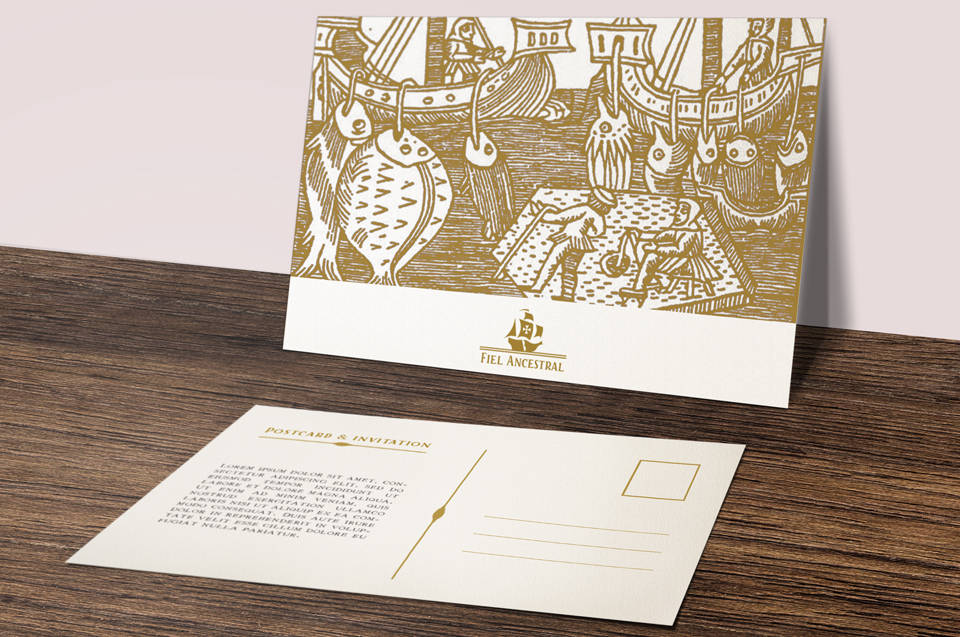 FIEL ANCESTRAL
POSTCARD & INVITATION
LOREM IPSUM DOLOR SIT AMET, CON-
SECTETUR ADIPISCING ELIT, SED DO
EIUSMOD TEMPOR INCIDIDUNT UT
LABORE ET DOLORE MAGNA ALIQUA.
UT ENIM AD MINIM VENIAM, QUIS
NOSTRUD EXERCITATION ULLAMCO
LABORIS NISI UT ALIQUIP EX EA COM-
MODO CONSEQUAT. DUIS AUTE IRURE
DOLOR IN REPREHENDERIT IN VOLUP-
TATE VELIT ESSE CILLUM DOLORE EU
FUGIAT NULLA PARIATUR.